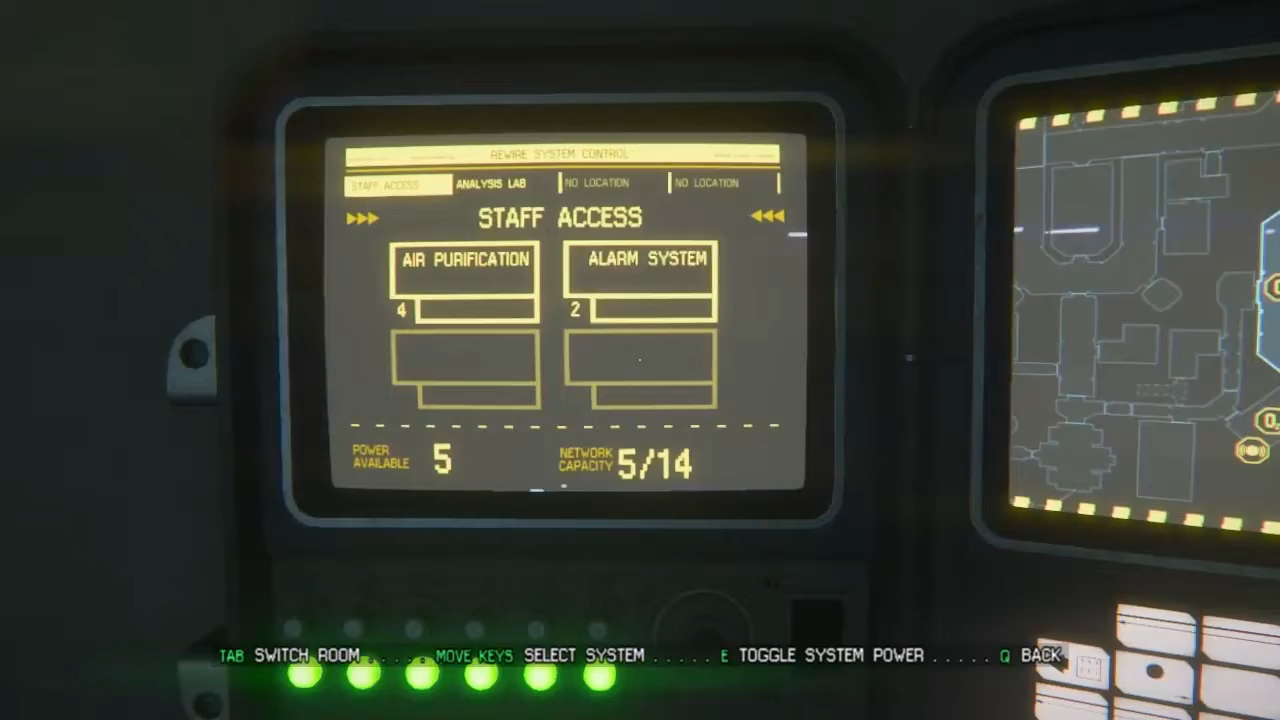 REWIRE SYSTEM CONTROL
STAFF ACCESS ANALYSIS LAB NO LOCATION NO LOCATION
STAFF ACCESS
AIR PURIFICATION ALARM SYSTEM
4 2
POWER AVAILABLE 5 NETWORK CAPACITY 5/14
TAB SWITCH ROOM ..... MOVE KEYS SELECT SYSTEM ..... E TOGGLE SYSTEM POWER ..... Q BACK